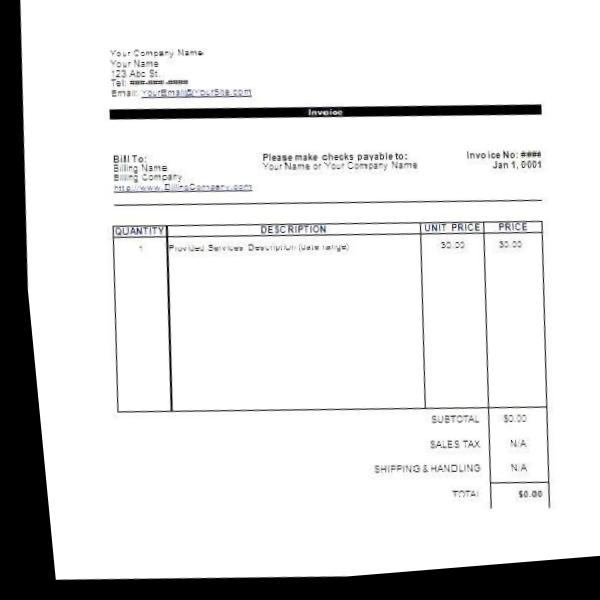 Your Company Name
Your Name
123 Abc St.
Tel: ###-###-####
Email: YourEmail@YourSite.com
Invoice
Bill To:
Billing Name
Billing Company
http://www.BillingCompany.com
Please make checks payable to:
Your Name or Your Company Name
Invoice No: ####
Jan 1, 0001
QUANTITY DESCRIPTION UNIT PRICE PRICE
1 Provided Services Description (date range) $0.00 $0.00
SUBTOTAL $0.00
SALES TAX N/A
SHIPPING & HANDLING N/A
TOTAL $0.00